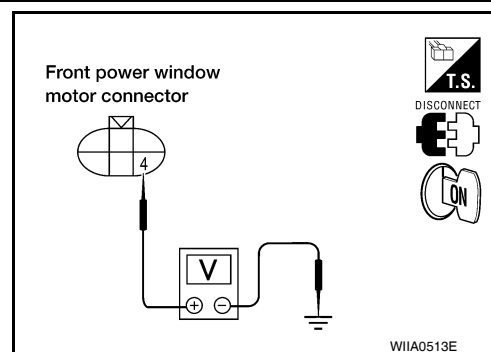 Front power window
motor connector
T.S.
DISCONNECT
ON
4
V
+ −
WIIA0513E